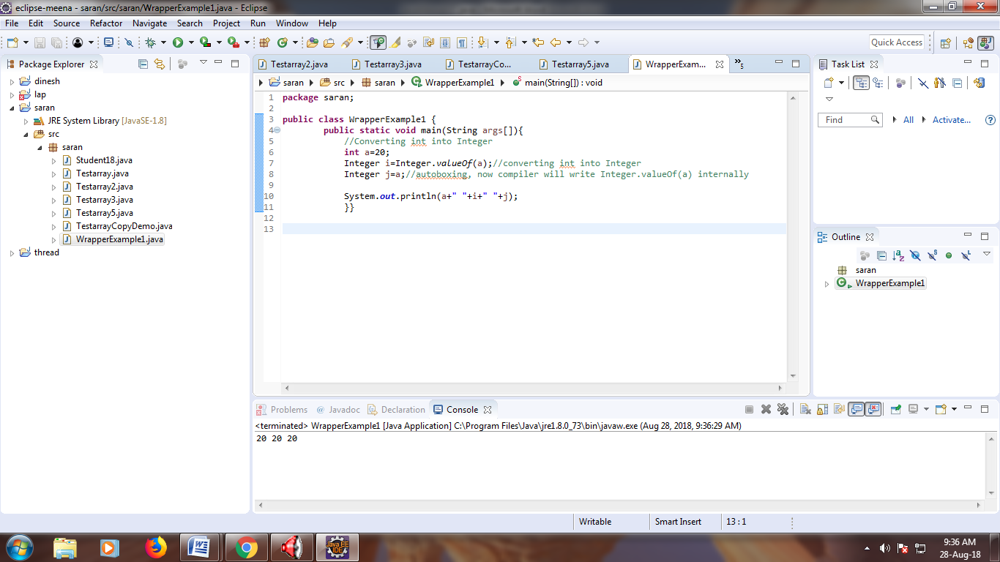 eclipse-meena - saran/src/saran/WrapperExample1.java - Eclipse
File Edit Source Refactor Navigate Search Project Run Window Help
Quick Access
Package Explorer
dinesh
lap
saran
JRE System Library [JavaSE-1.8]
src
saran
Student18.java
Testarray.java
Testarray2.java
Testarray3.java
Testarray5.java
TestarrayCopyDemo.java
WrapperExample1.java
thread
Testarray2.java Testarray3.java TestarrayCo... Testarray5.java WrapperExam... »5
saran src saran WrapperExample1 main(String[]) : void
1 package saran;
2
3 public class WrapperExample1 {
4 public static void main(String args[]){
5 //Converting int into Integer
6 int a=20;
7 Integer i=Integer.valueOf(a);//converting int into Integer
8 Integer j=a;//autoboxing, now compiler will write Integer.valueOf(a) internally
9
10 System.out.println(a+" "+i+" "+j);
11 }}
12
13
Task List
Find All Activate...
Outline
saran
WrapperExample1
Problems @ Javadoc Declaration Console
<terminated> WrapperExample1 [Java Application] C:\Program Files\Java\jre1.8.0_73\bin\javaw.exe (Aug 28, 2018, 9:36:29 AM)
20 20 20
Writable Smart Insert 13 : 1
Java EE
IDE
9:36 AM
28-Aug-18